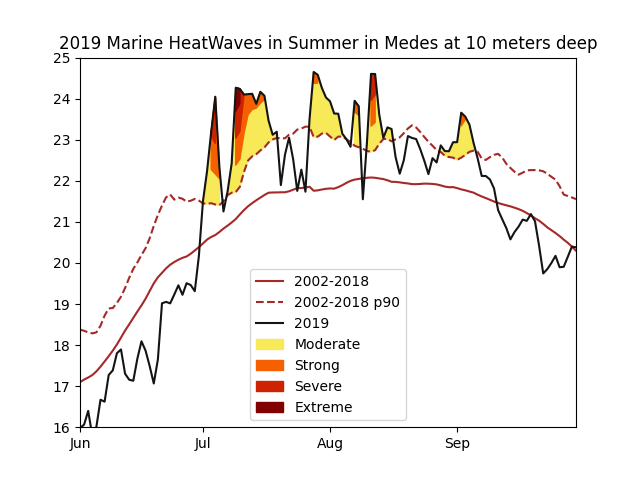 2019 Marine HeatWaves in Summer in Medes at 10 meters deep
25
24
23
22
21
20
19
18
17
16
Jun
Jul
Aug
Sep
2002-2018
2002-2018 p90
2019
Moderate
Strong
Severe
Extreme